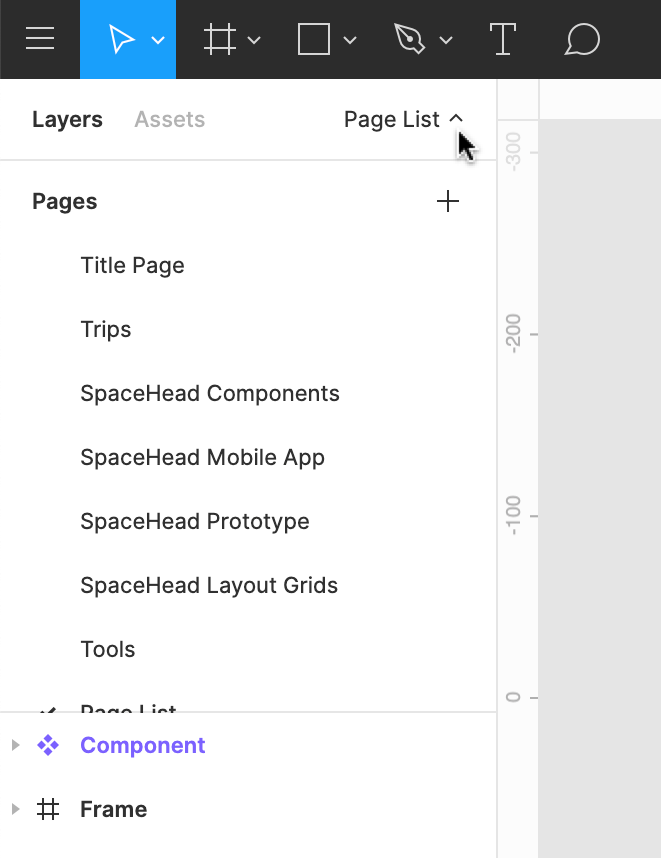 Layers Assets Page List
Pages
Title Page
Trips
SpaceHead Components
SpaceHead Mobile App
SpaceHead Prototype
SpaceHead Layout Grids
Tools
Page List
Component
Frame
-300
-200
-100
0